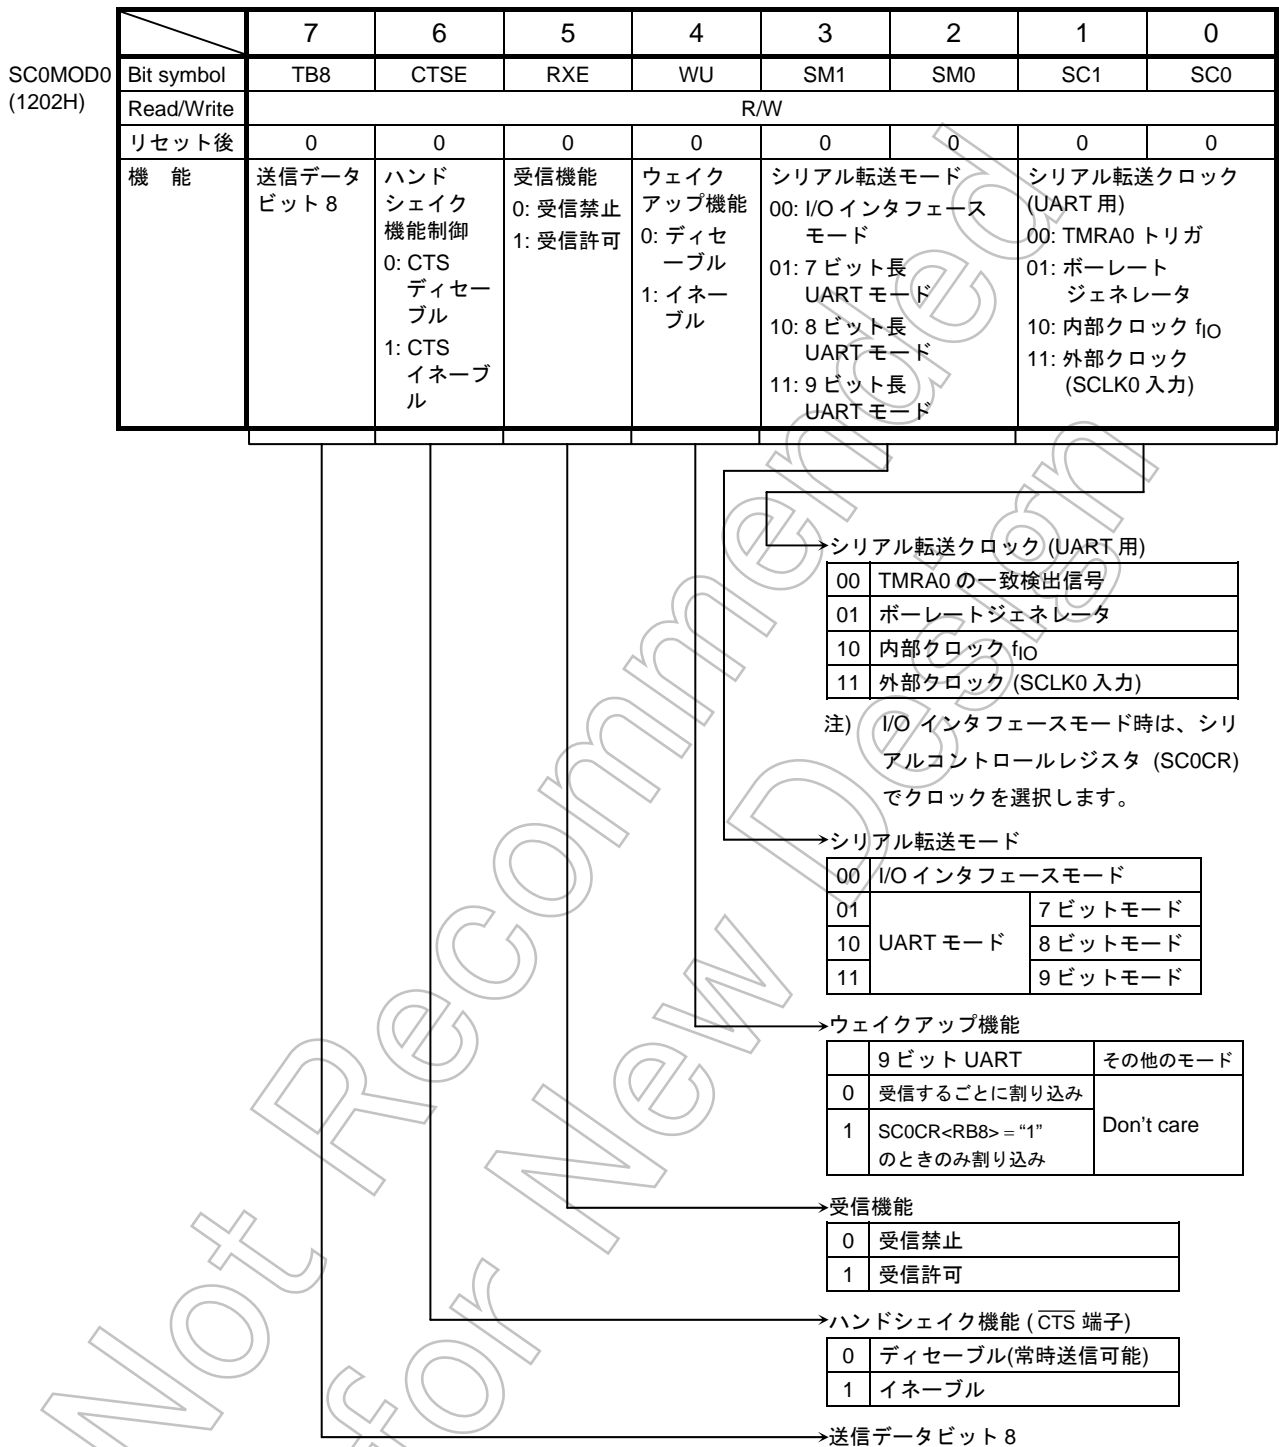 7 6 5 4 3 2 1 0
SC0MOD0 Bit symbol TB8 CTSE RXE WU SM1 SM0 SC1 SC0
(1202H) Read/Write R/W
リセット後 0 0 0 0 0 0 0 0
機 能
送信データ
ビット 8
ハンド
シェイク
機能制御
0: CTS
ディセー
ブル
1: CTS
イネーブ
ル
受信機能
0: 受信禁止
1: 受信許可
ウェイク
アップ機能
0: ディセ
ーブル
1: イネー
ブル
シリアル転送モード
00: I/O インタフェース
モード
01: 7 ビット長
UART モード
10: 8 ビット長
UART モード
11: 9 ビット長
UART モード
シリアル転送クロック
(UART 用)
00: TMRA0 トリガ
01: ボーレート
ジェネレータ
10: 内部クロック fIO
11: 外部クロック
(SCLK0 入力)
シリアル転送クロック (UART 用)
00 TMRA0 の一致検出信号
01 ボーレートジェネレータ
10 内部クロック fIO
11 外部クロック (SCLK0 入力)
注) I/O インタフェースモード時は、シリ
アルコントロールレジスタ (SC0CR)
でクロックを選択します。
シリアル転送モード
00 I/O インタフェースモード
01 7 ビットモード
10 UART モード 8 ビットモード
11 9 ビットモード
ウェイクアップ機能
9 ビット UART その他のモード
0 受信するごとに割り込み
1 SC0CR<RB8> = “1” Don't care
のときのみ割り込み
受信機能
0 受信禁止
1 受信許可
ハンドシェイク機能 ( CTS 端子)
0 ディセーブル(常時送信可能)
1 イネーブル
送信データビット 8
Not Recommended
for New Design